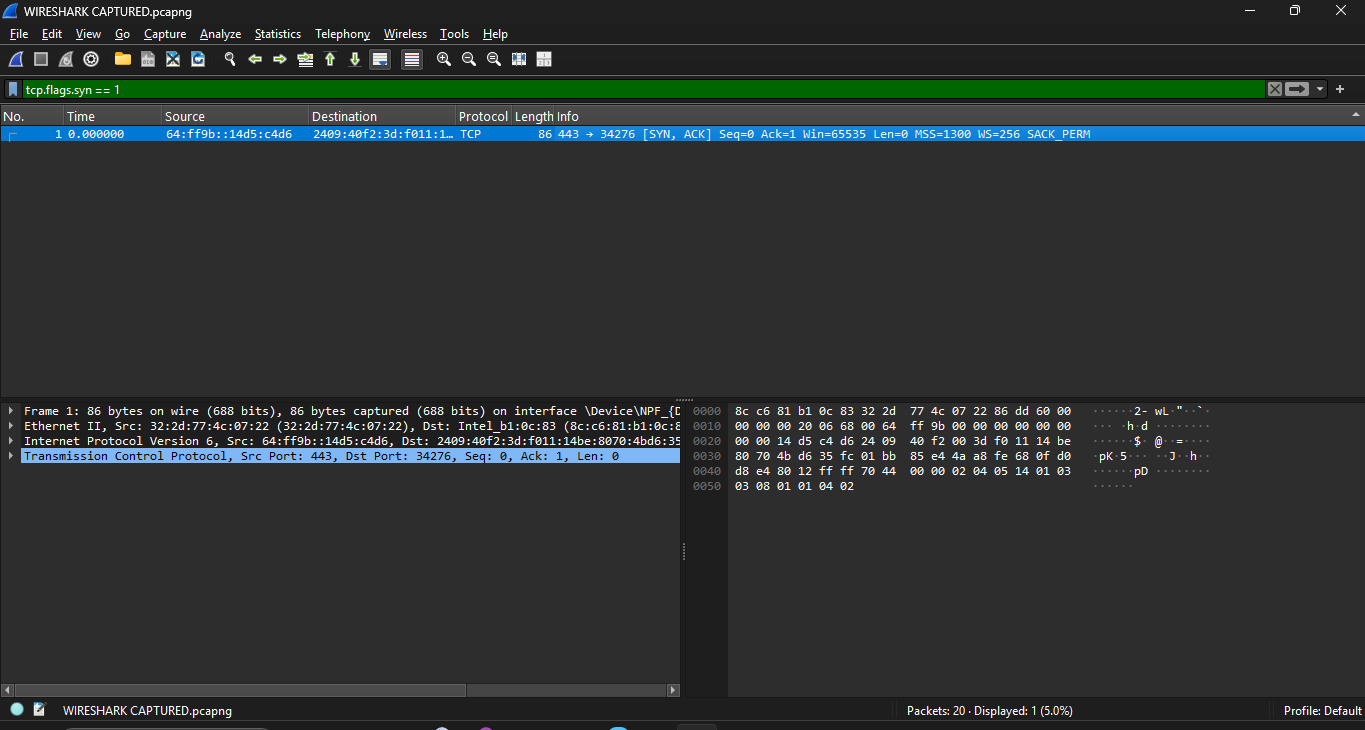 WIRESHARK CAPTURED.pcapng
File Edit View Go Capture Analyze Statistics Telephony Wireless Tools Help
tcp.flags.syn == 1
No. Time Source Destination Protocol Length Info
1 0.000000 64:ff9b::14d5:c4d6 2409:40f2:3d:f011:1… TCP 86 443 → 34276 [SYN, ACK] Seq=0 Ack=1 Win=65535 Len=0 MSS=1300 WS=256 SACK_PERM
Frame 1: 86 bytes on wire (688 bits), 86 bytes captured (688 bits) on interface \Device\NPF_{D
Ethernet II, Src: 32:2d:77:4c:07:22 (32:2d:77:4c:07:22), Dst: Intel_b1:0c:83 (8c:c6:81:b1:0c:8
Internet Protocol Version 6, Src: 64:ff9b::14d5:c4d6, Dst: 2409:40f2:3d:f011:14be:8070:4bd6:35
Transmission Control Protocol, Src Port: 443, Dst Port: 34276, Seq: 0, Ack: 1, Len: 0
0000 8c c6 81 b1 0c 83 32 2d 77 4c 07 22 86 dd 60 00 ······2- wL·"··`·
0010 00 00 00 20 06 68 00 64 ff 9b 00 00 00 00 00 00 ··· ·h·d ········
0020 00 00 14 d5 c4 d6 24 09 40 f2 00 3d f0 11 14 be ······$· @··=····
0030 80 70 4b d6 35 fc 01 bb 85 e4 4a a8 fe 68 0f d0 ·pK·5··· ··J··h··
0040 d8 e4 80 12 ff ff 70 44 00 00 02 04 05 14 01 03 ······pD ········
0050 03 08 01 01 04 02 ······
WIRESHARK CAPTURED.pcapng
Packets: 20 · Displayed: 1 (5.0%)
Profile: Default